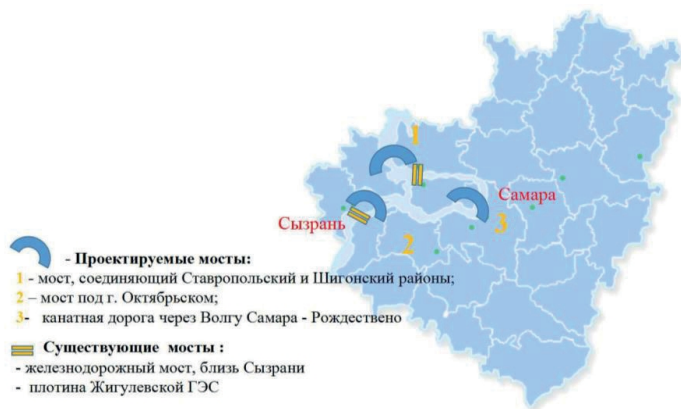 1
Самара
Сызрань
3
2
- Проектируемые мосты:
1 - мост, соединяющий Ставропольский и Шигонский районы;
2 – мост под г. Октябрьском;
3- канатная дорога через Волгу Самара - Рождествено
Существующие мосты :
- железнодорожный мост, близь Сызрани
- плотина Жигулевской ГЭС